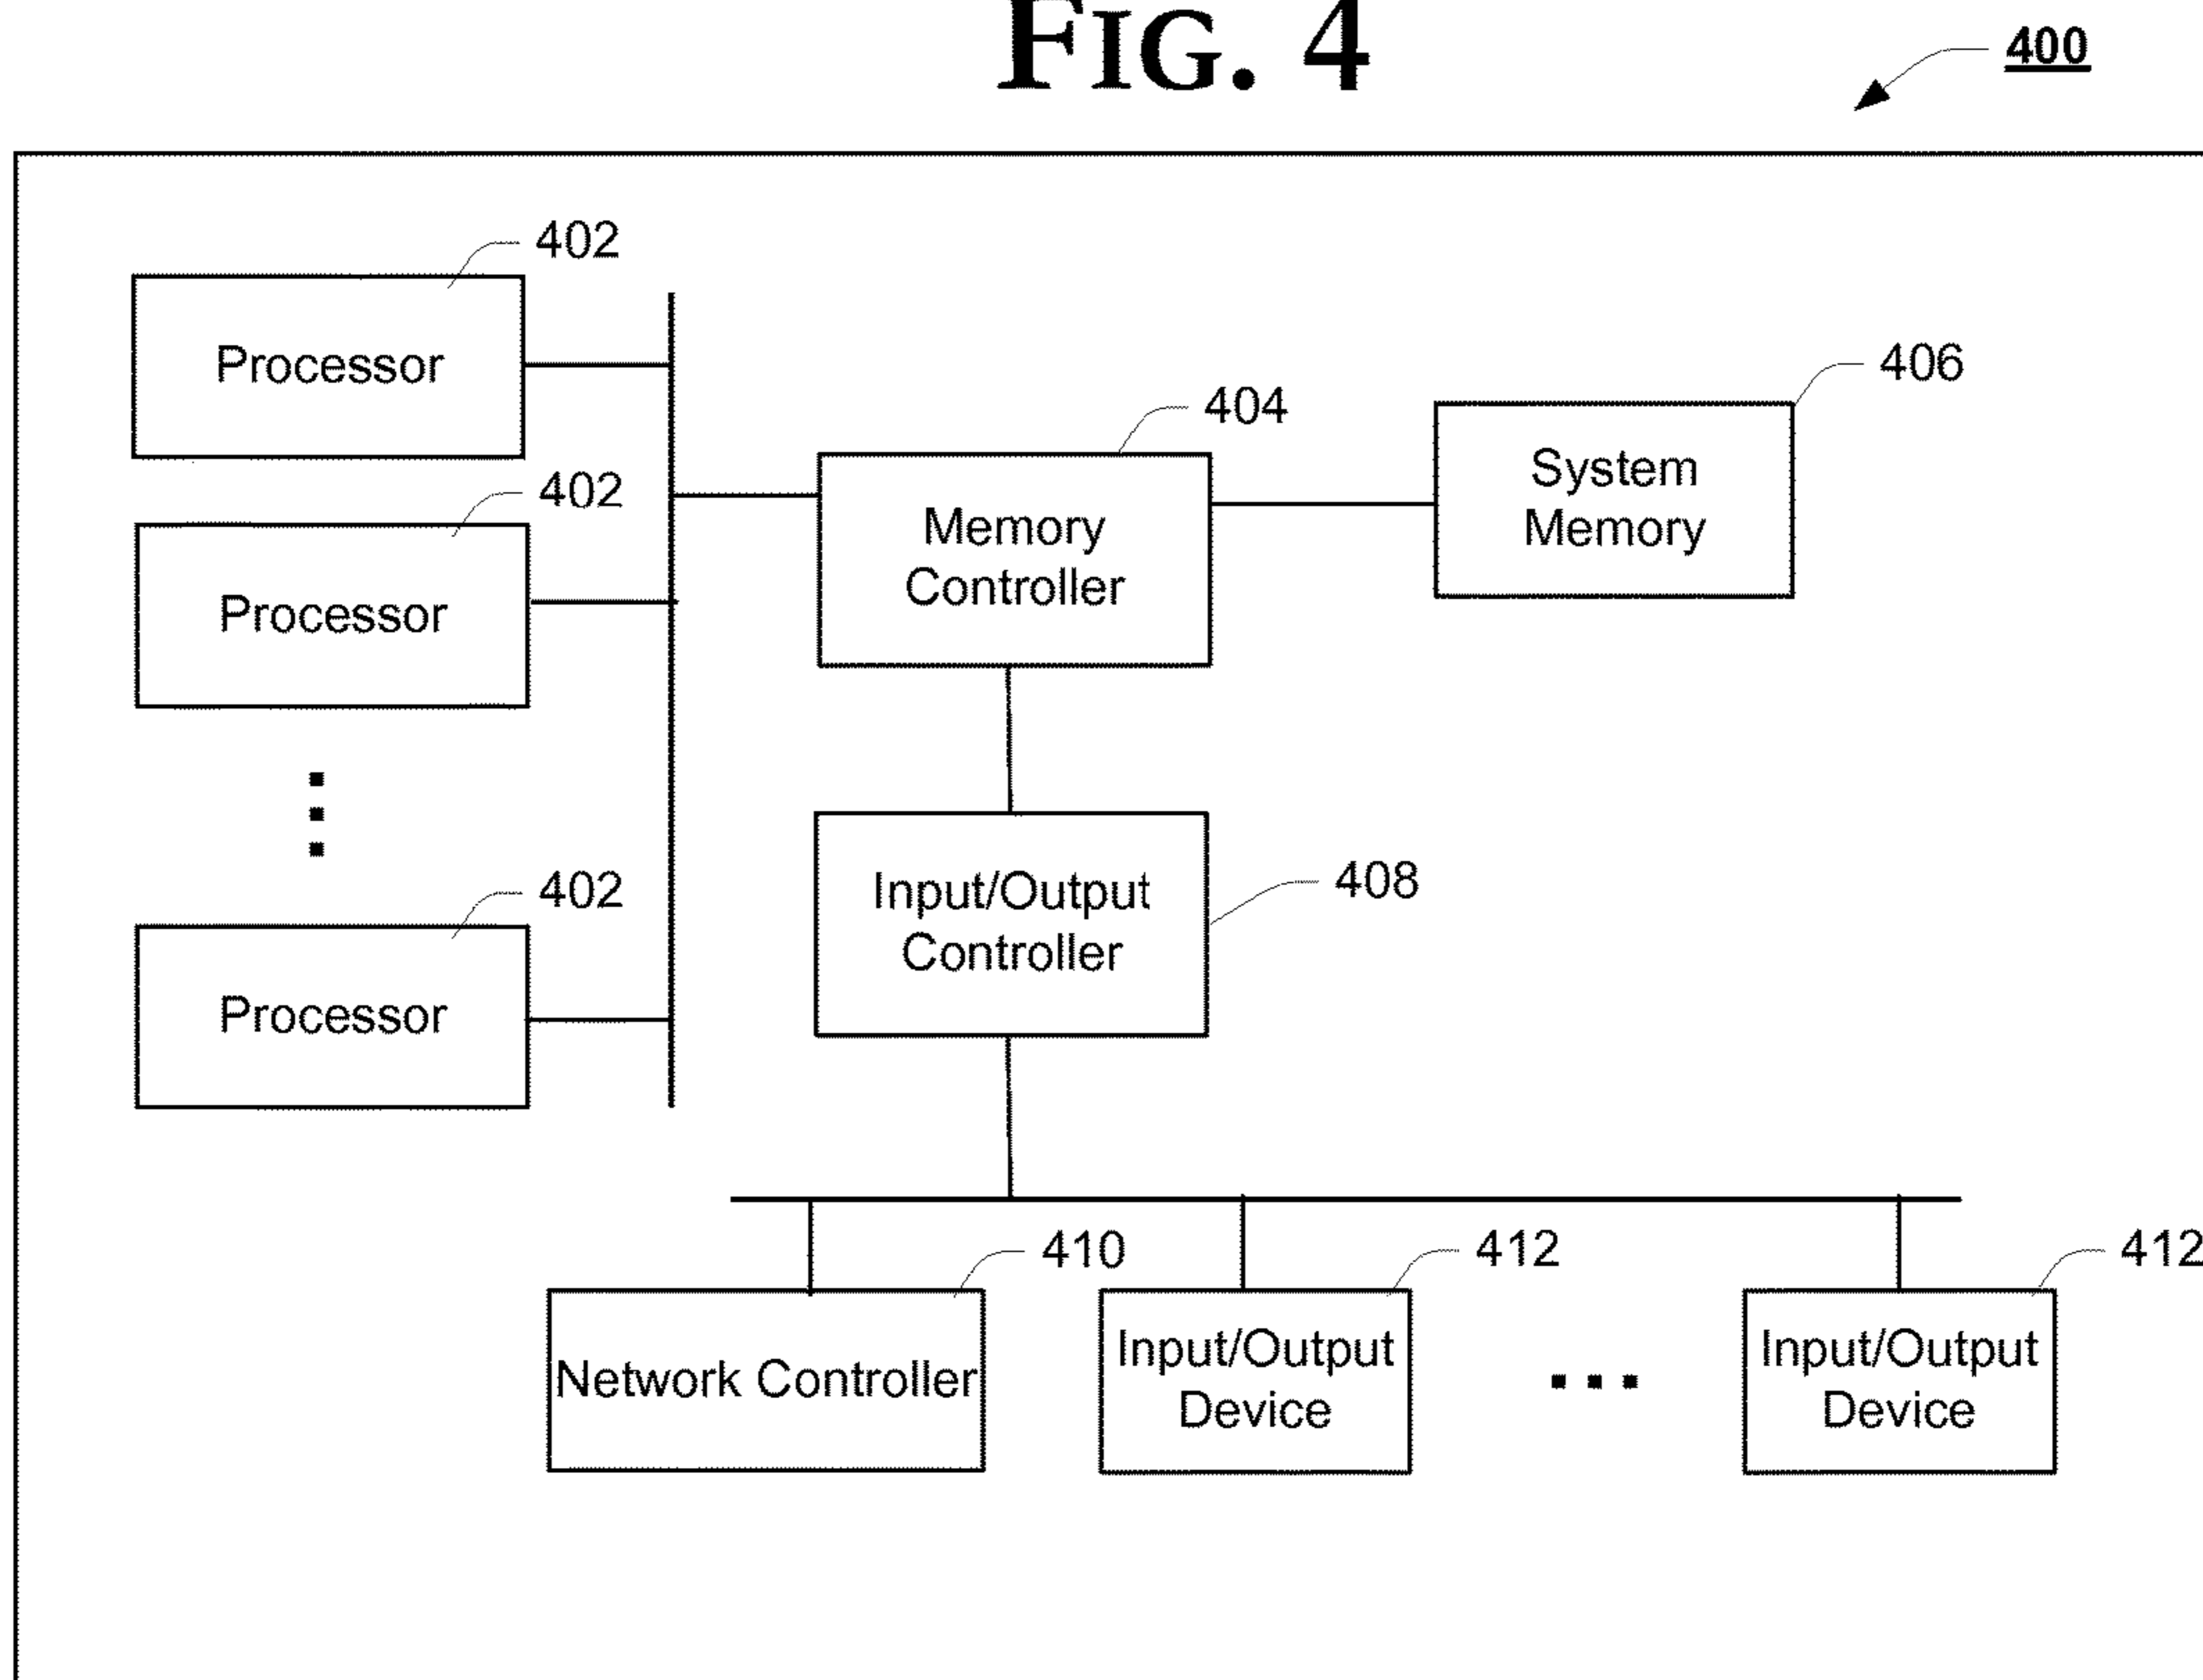 FIG. 4
400
402
Processor
402
Processor
402
Processor
404
Memory
Controller
406
System
Memory
408
Input/Output
Controller
410
Network Controller
412
Input/Output
Device
412
Input/Output
Device